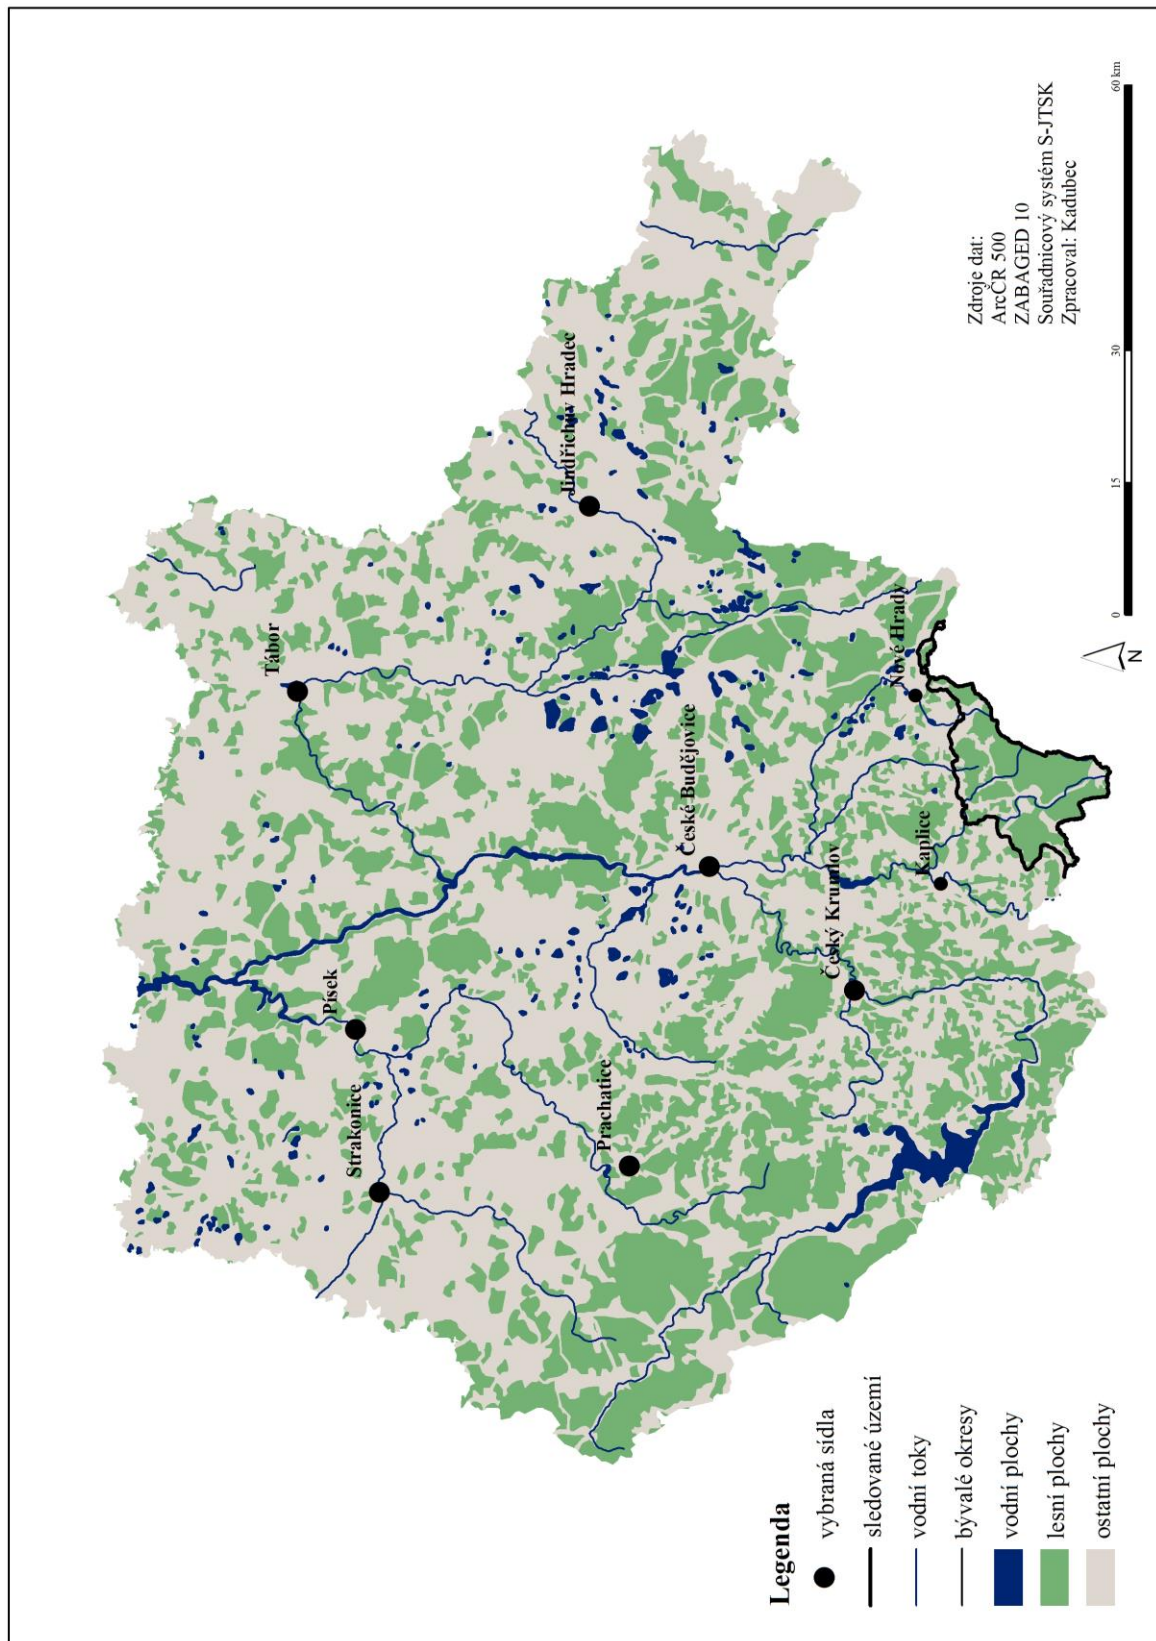 Tábor
Písek
Strakonice
Jindřichův Hradec
České Budějovice
Prachatice
Český Krumlov
Kaplice
Nové Hrady
Legenda
vybraná sídla
sledované území
vodní toky
bývalé okresy
vodní plochy
lesní plochy
ostatní plochy
Zdroje dat:
ArcČR 500
ZABAGED 10
Souřadnicový systém S-JTSK
Zpracoval: Kadubec
N
0 15 30 60 km